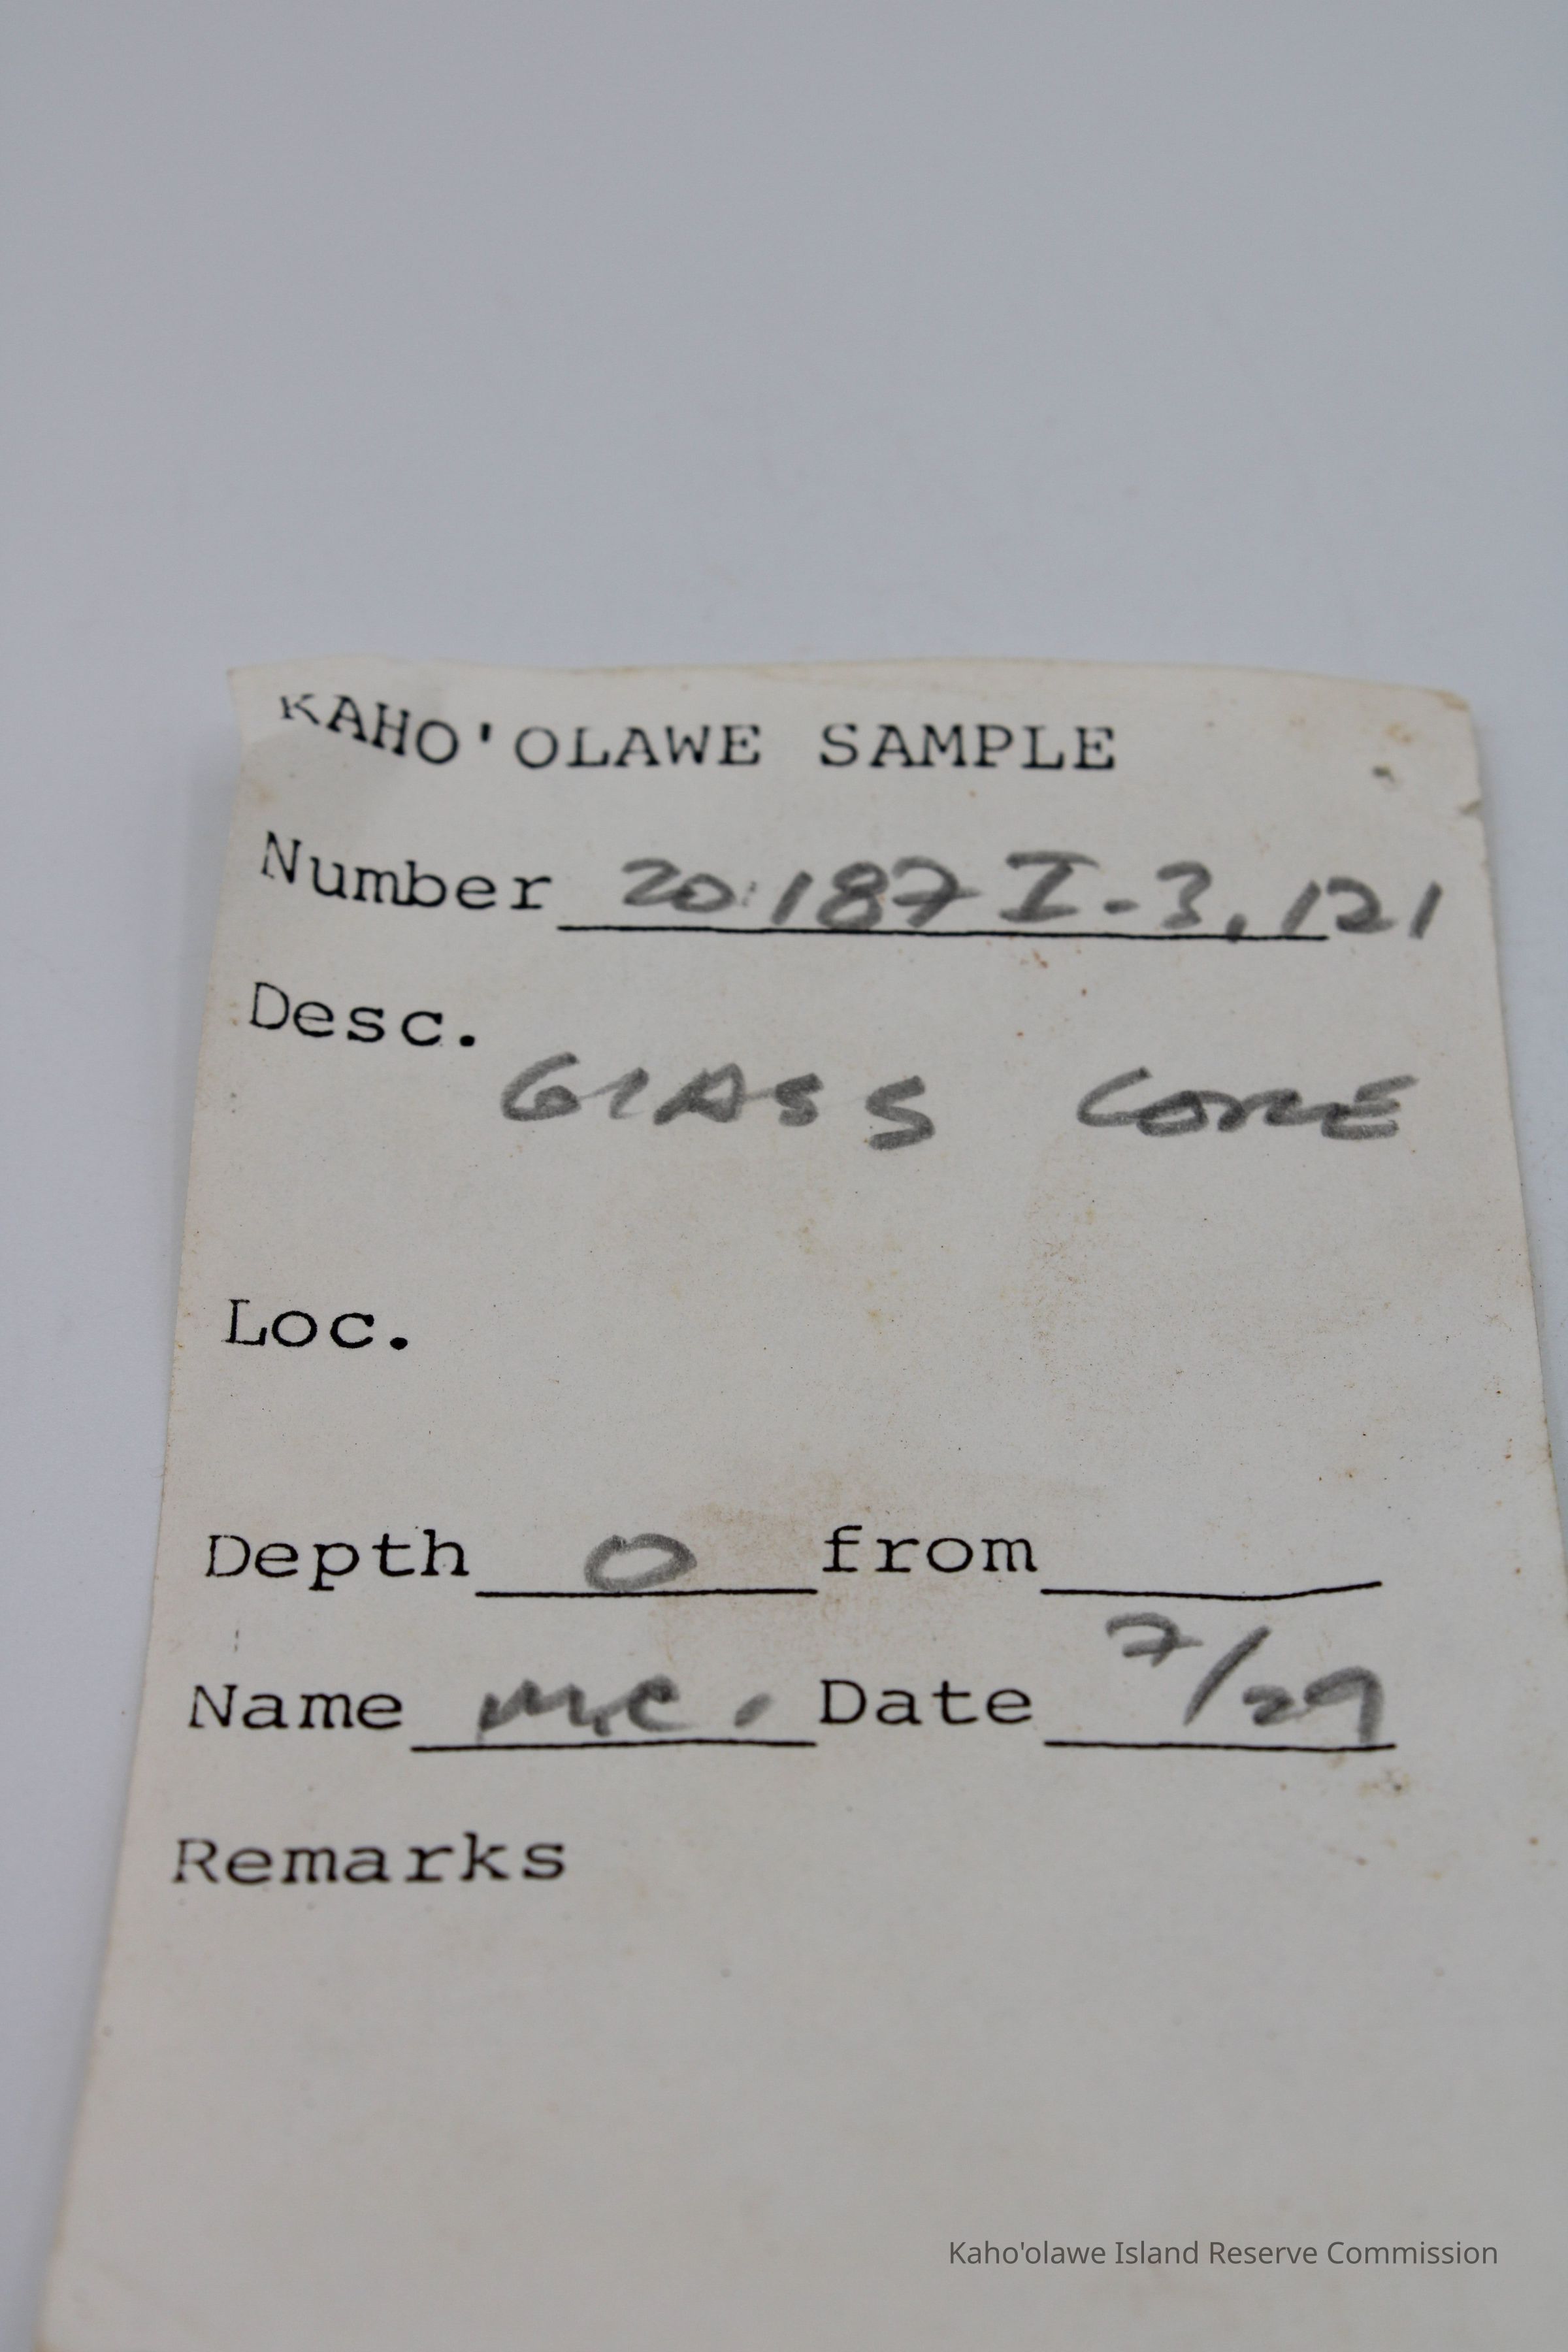 KAHO'OLAWE SAMPLE
Number 20 187 I-3, 121
Desc.
GLASS CORE
Loc.
Depth 0 from
Name M.C. Date 7/29
Remarks
Kaho'olawe Island Reserve Commission